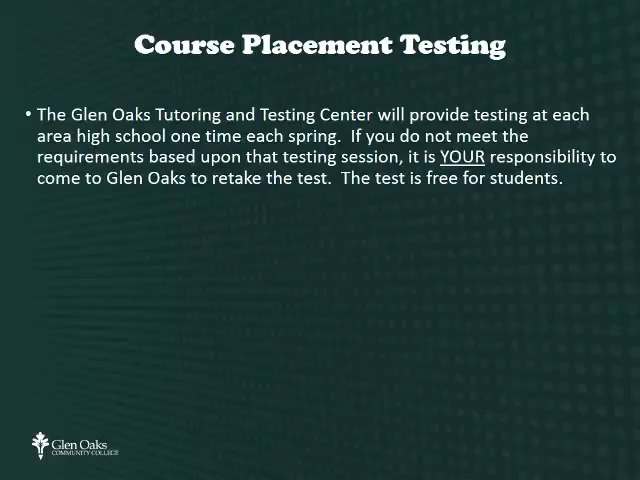 Course Placement Testing
• The Glen Oaks Tutoring and Testing Center will provide testing at each
area high school one time each spring.  If you do not meet the
requirements based upon that testing session, it is YOUR responsibility to
come to Glen Oaks to retake the test.  The test is free for students.
Glen Oaks
COMMUNITY COLLEGE